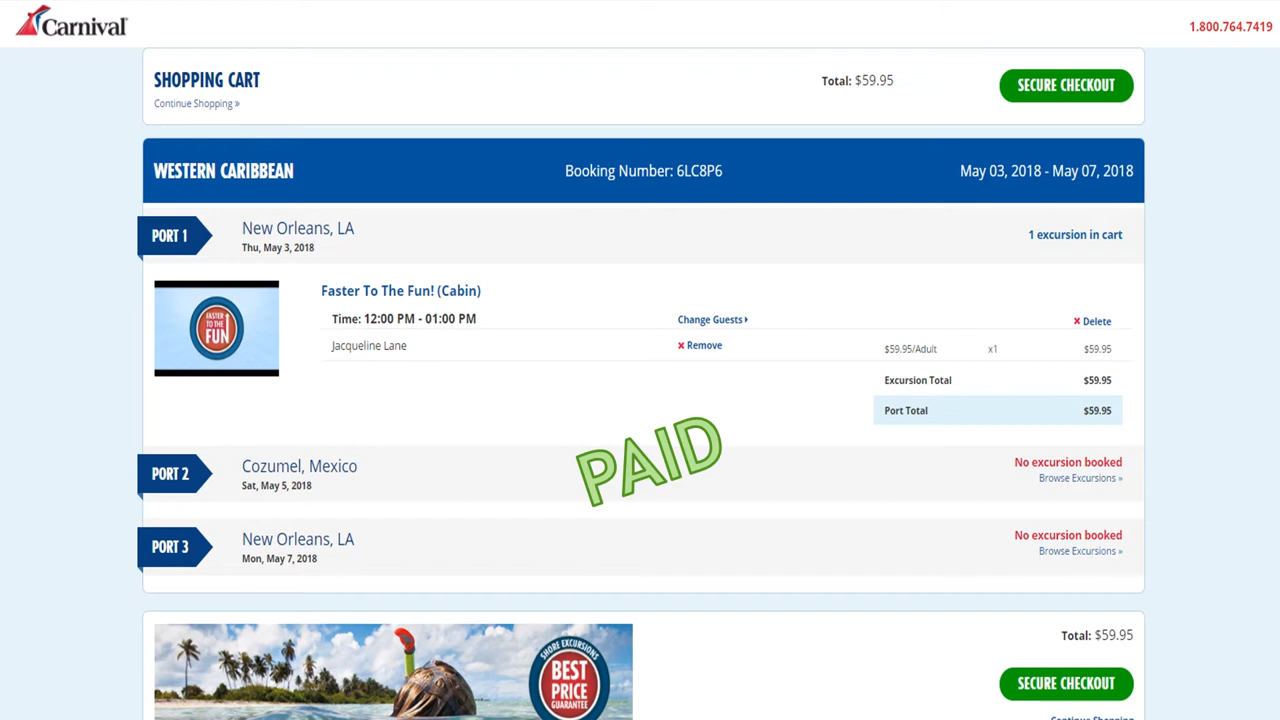 Carnival
1.800.764.7419
SHOPPING CART
Continue Shopping »
Total: $59.95
SECURE CHECKOUT
WESTERN CARIBBEAN
Booking Number: 6LC8P6
May 03, 2018 - May 07, 2018
PORT 1
New Orleans, LA
Thu, May 3, 2018
1 excursion in cart
FASTER TO THE FUN
Faster To The Fun! (Cabin)
Time: 12:00 PM - 01:00 PM
Change Guests
Delete
Jacqueline Lane
Remove
$59.95/Adult x1 $59.95
Excursion Total $59.95
Port Total $59.95
PAID
PORT 2
Cozumel, Mexico
Sat, May 5, 2018
No excursion booked
Browse Excursions »
PORT 3
New Orleans, LA
Mon, May 7, 2018
No excursion booked
Browse Excursions »
SHORE EXCURSIONS
BEST
PRICE
GUARANTEE
Total: $59.95
SECURE CHECKOUT
Continue Shopping